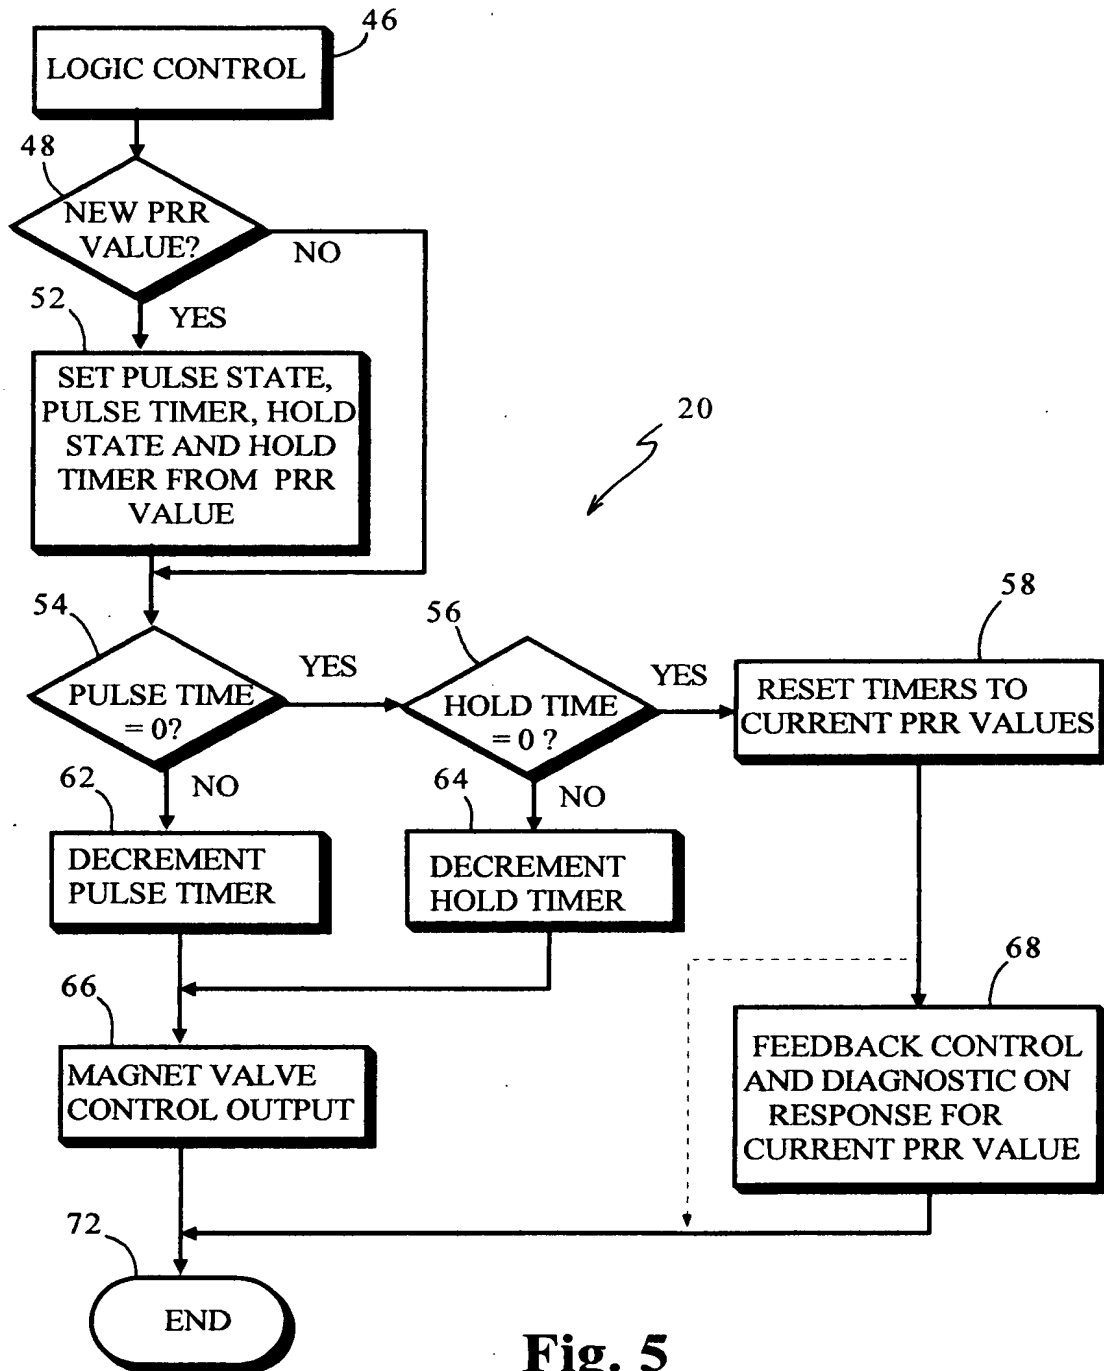 46
LOGIC CONTROL
48
NEW PRR
VALUE?
NO
52
YES
SET PULSE STATE,
PULSE TIMER, HOLD
STATE AND HOLD
TIMER FROM PRR
VALUE
20
54
56
58
PULSE TIME
= 0?
YES
HOLD TIME
= 0 ?
YES
RESET TIMERS TO
CURRENT PRR VALUES
62
NO
64
NO
DECREMENT
PULSE TIMER
DECREMENT
HOLD TIMER
66
68
MAGNET VALVE
CONTROL OUTPUT
FEEDBACK CONTROL
AND DIAGNOSTIC ON
RESPONSE FOR
CURRENT PRR VALUE
72
END
Fig. 5